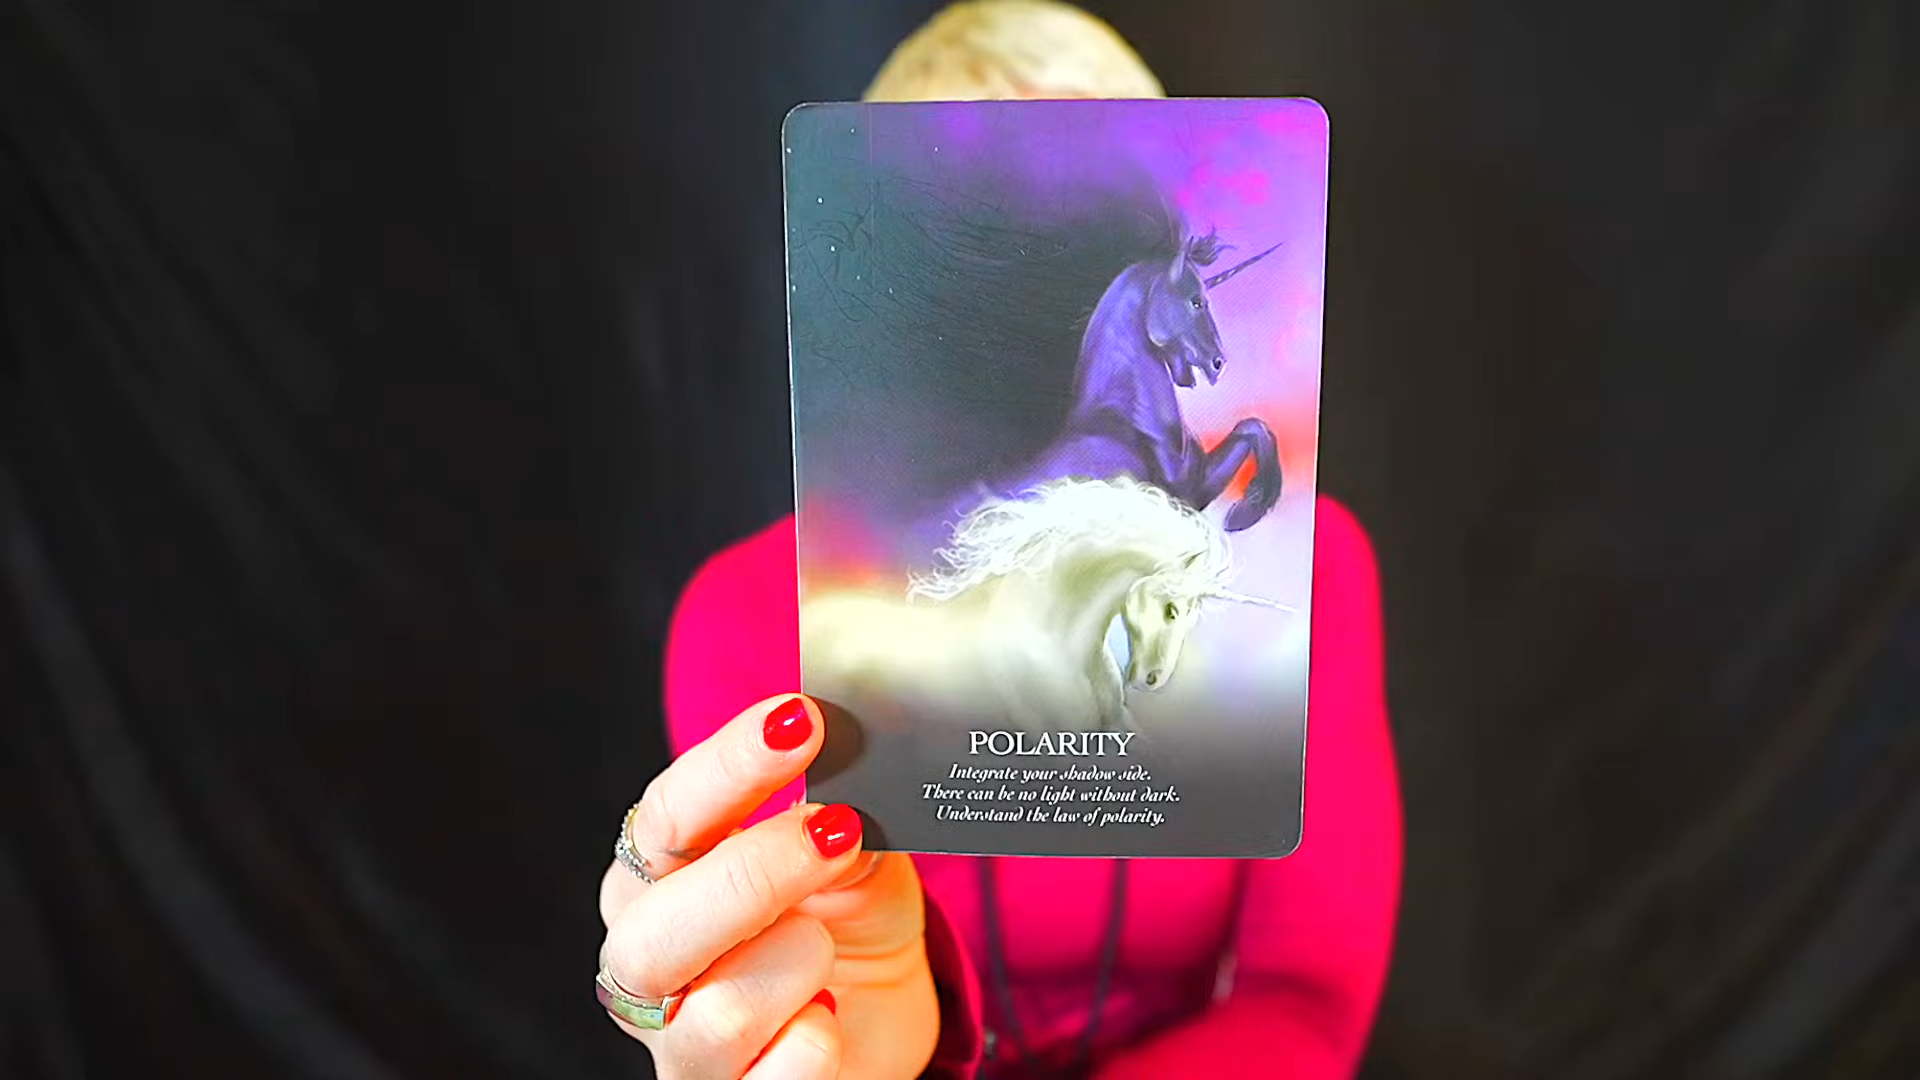 POLARITY
Integrate your shadow side.
There can be no light without dark.
Understand the law of polarity.